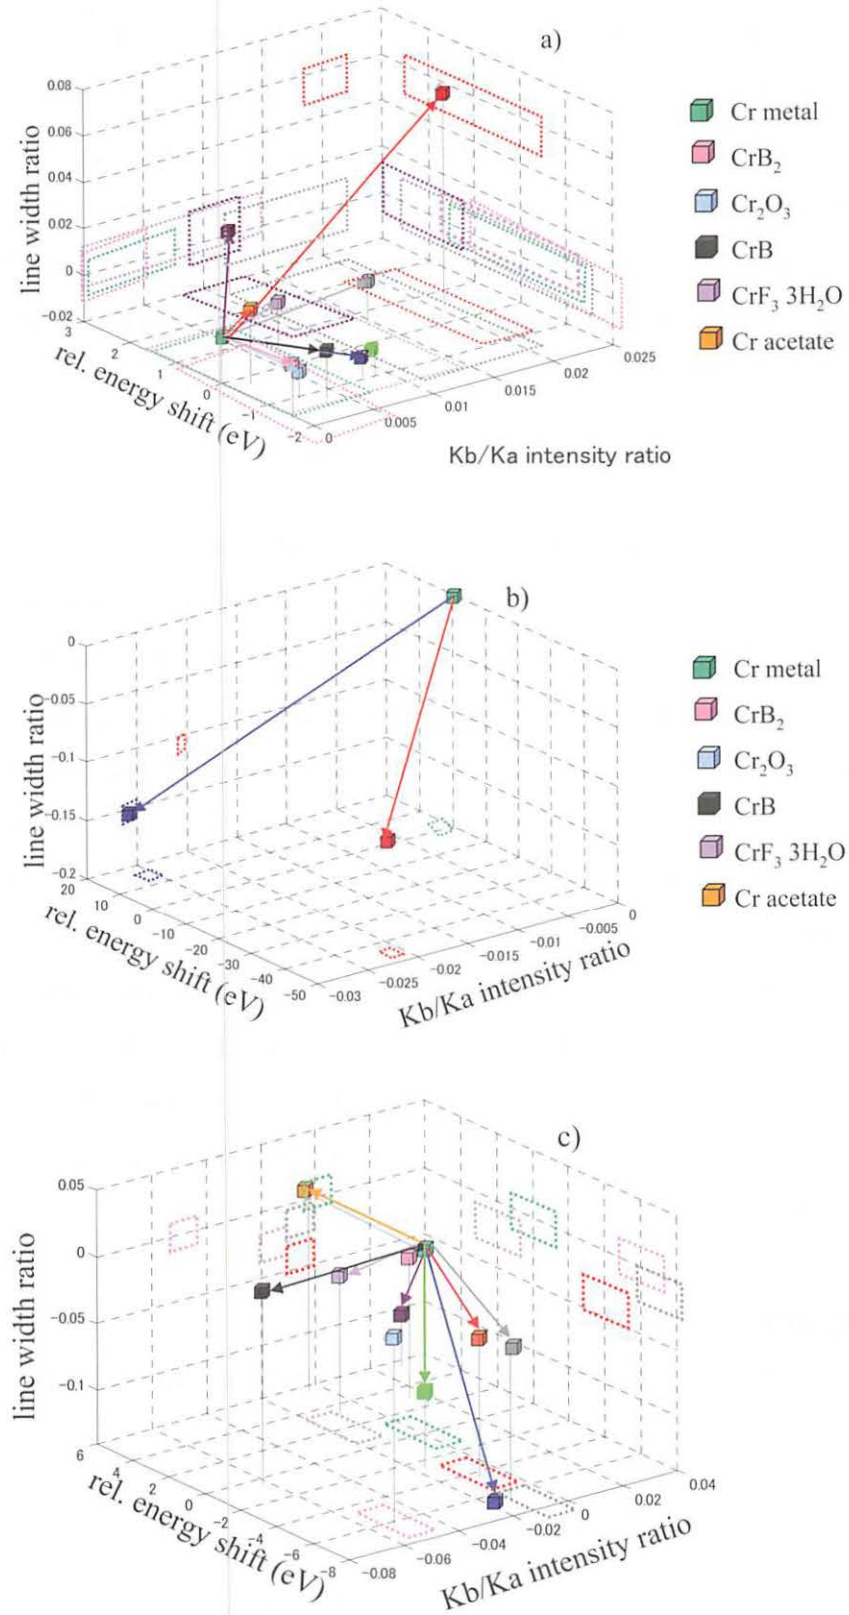 a)
0.08
0.06
0.04
0.02
0
-0.02
line width ratio
3
2
1
0
-1
-2
rel. energy shift (eV)
0
0.005
0.01
0.015
0.02
0.025
Kb/Ka intensity ratio
Cr metal
CrB₂
Cr₂O₃
CrB
CrF₃ 3H₂O
Cr acetate
b)
0
-0.05
-0.1
-0.15
-0.2
line width ratio
20
10
0
-10
-20
-30
-40
-50
rel. energy shift (eV)
-0.03
-0.025
-0.02
-0.015
-0.01
-0.005
0
Kb/Ka intensity ratio
Cr metal
CrB₂
Cr₂O₃
CrB
CrF₃ 3H₂O
Cr acetate
c)
0.05
0
-0.05
-0.1
line width ratio
6
4
2
0
-2
-4
-6
-8
rel. energy shift (eV)
-0.08
-0.06
-0.04
-0.02
0
0.02
0.04
Kb/Ka intensity ratio